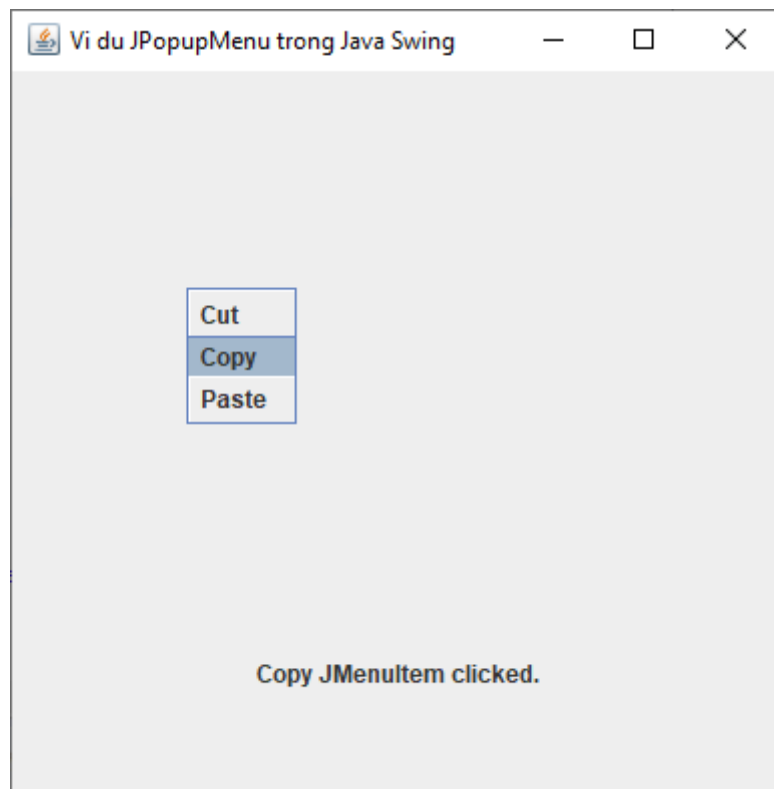 Vi du JPopupMenu trong Java Swing
Cut
Copy
Paste
Copy JMenuItem clicked.